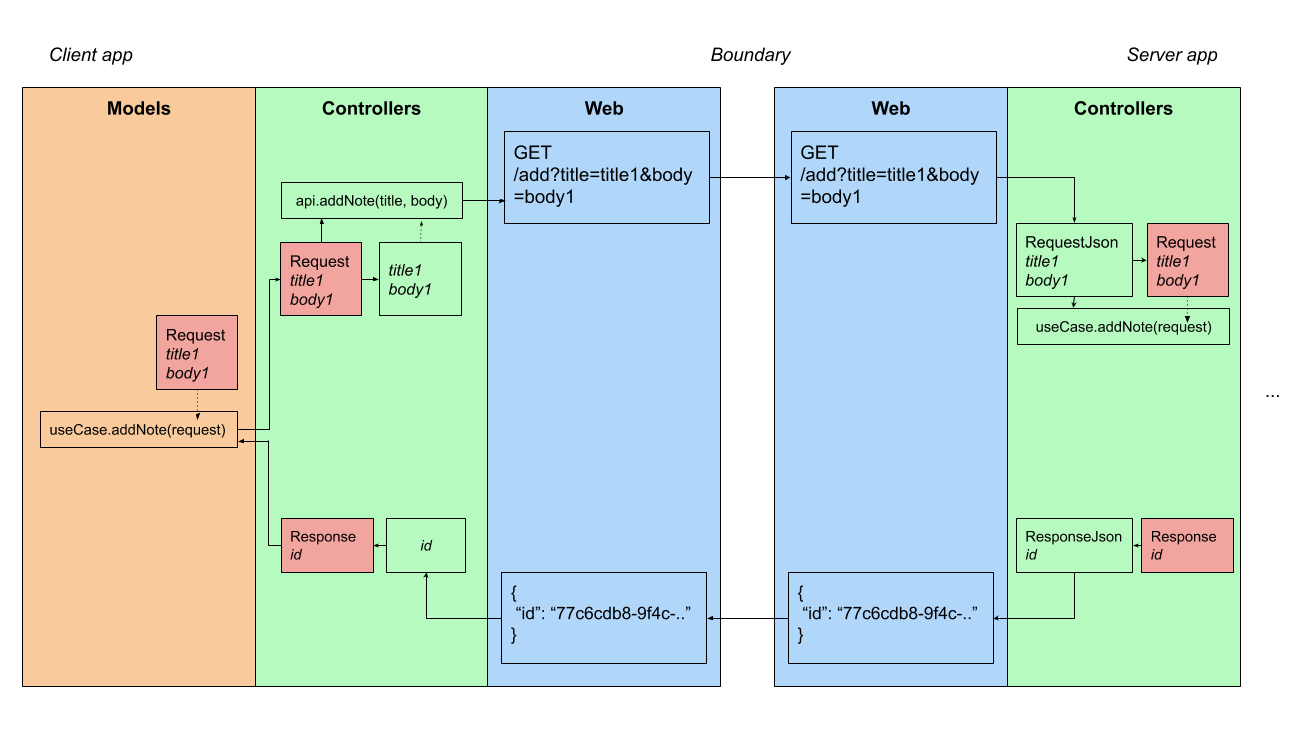 Client app
Boundary
Server app
Models
Controllers
Web
Web
Controllers
GET
/add?title=title1&body
=body1
GET
/add?title=title1&body
=body1
api.addNote(title, body)
Request
title1
body1
title1
body1
RequestJson
title1
body1
Request
title1
body1
useCase.addNote(request)
Request
title1
body1
useCase.addNote(request)
...
Response
id
id
ResponseJson
id
Response
id
{
“id”: “77c6cdb8-9f4c-..”
}
{
“id”: “77c6cdb8-9f4c-..”
}